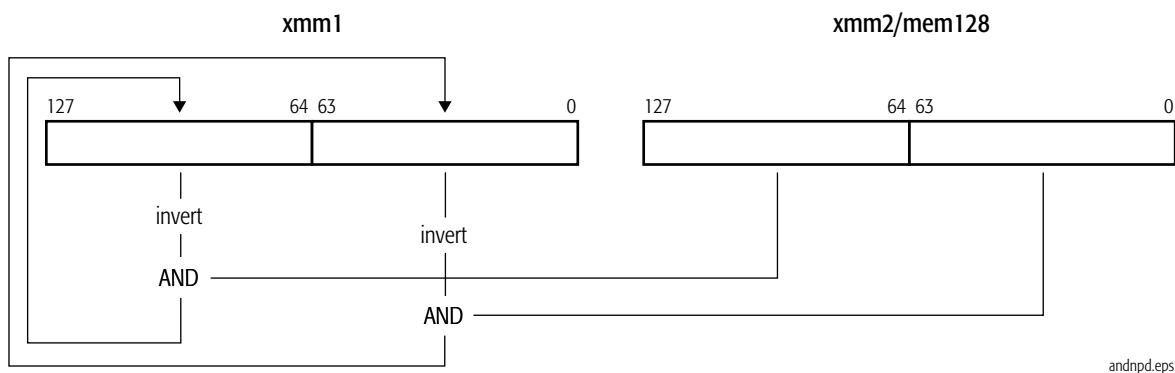 xmm1 xmm2/mem128
127 64 63 0 127 64 63 0
invert
invert
AND
AND
andnpd.eps